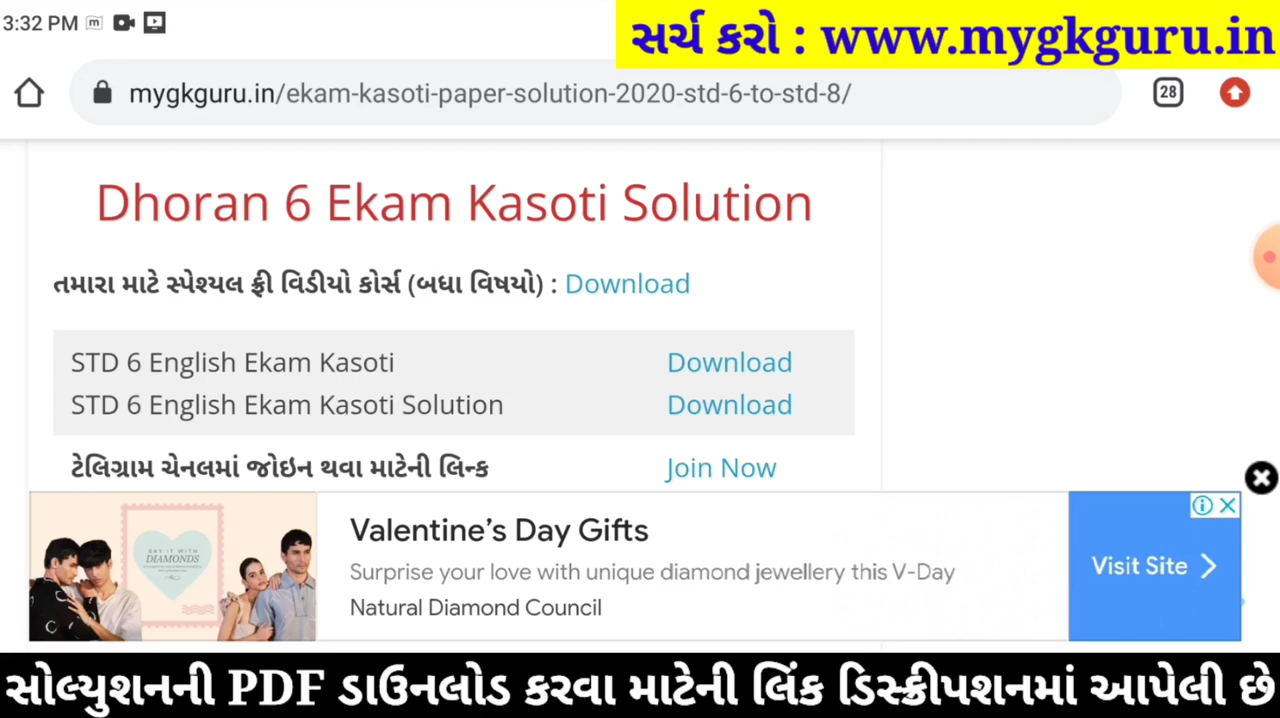 3:32 PM m
સર્ચ કરો : www.mygkguru.in
mygkguru.in/ekam-kasoti-paper-solution-2020-std-6-to-std-8/
28
Dhoran 6 Ekam Kasoti Solution
તમારા માટે સ્પેશ્યલ ફ્રી વિડીયો કોર્સ (બધા વિષયો) : Download
STD 6 English Ekam Kasoti Download
STD 6 English Ekam Kasoti Solution Download
ટેલિગ્રામ ચેનલમાં જોઇન થવા માટેની લિન્ક Join Now
SAY IT WITH
DIAMONDS
Valentine's Day Gifts
Surprise your love with unique diamond jewellery this V-Day
Natural Diamond Council
Visit Site
સોલ્યુશનની PDF ડાઉનલોડ કરવા માટેની લિંક ડિસ્ક્રીપશનમાં આપેલી છે